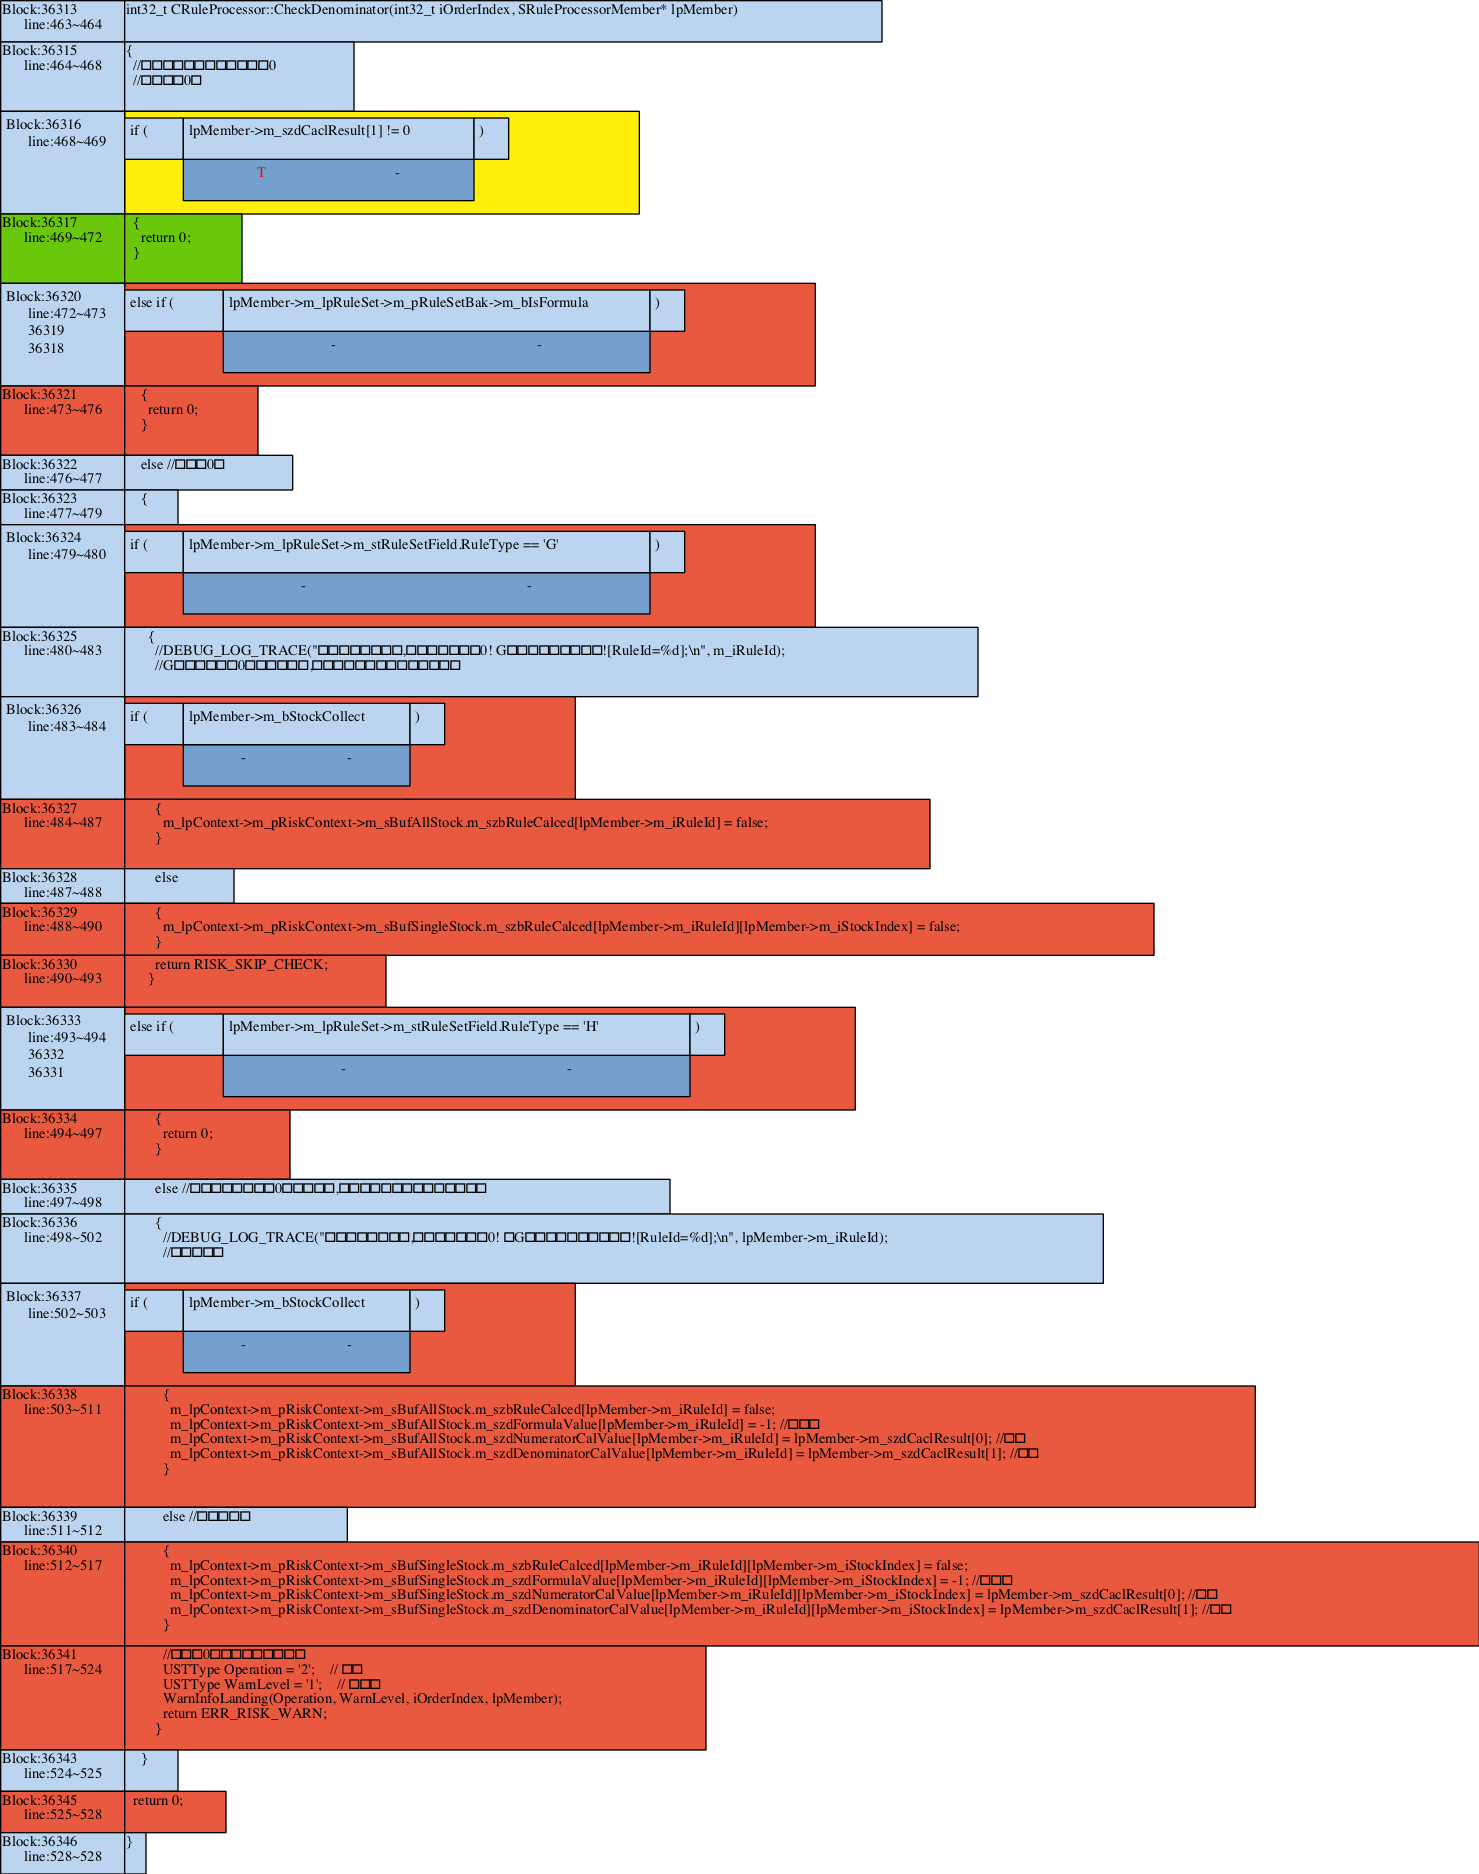 Block:36313 int32_t CRuleProcessor::CheckDenominator(int32_t iOrderIndex, SRuleProcessorMember* lpMember)
line:463~464
Block:36315 {
line:464~468 //□□□□□□□□□□□□0
//□□□□0□
Block:36316 if ( lpMember->m_szdCaclResult[1] != 0 )
line:468~469
T -
Block:36317 {
line:469~472 return 0;
}
Block:36320 else if ( lpMember->m_lpRuleSet->m_pRuleSetBak->m_bIsFormula )
line:472~473
36319
36318 - -
Block:36321 {
line:473~476 return 0;
}
Block:36322 else //□□□0□
line:476~477
Block:36323 {
line:477~479
Block:36324 if ( lpMember->m_lpRuleSet->m_stRuleSetField.RuleType == 'G' )
line:479~480
- -
Block:36325 {
line:480~483 //DEBUG_LOG_TRACE("□□□□□□□□,□□□□□□□0! G□□□□□□□□□![RuleId=%d];\n", m_iRuleId);
//G□□□□□□0□□□□□□,□□□□□□□□□□□□□□
Block:36326 if ( lpMember->m_bStockCollect )
line:483~484
- -
Block:36327 {
line:484~487 m_lpContext->m_pRiskContext->m_sBufAllStock.m_szbRuleCalced[lpMember->m_iRuleId] = false;
}
Block:36328 else
line:487~488
Block:36329 {
line:488~490 m_lpContext->m_pRiskContext->m_sBufSingleStock.m_szbRuleCalced[lpMember->m_iRuleId][lpMember->m_iStockIndex] = false;
}
Block:36330 return RISK_SKIP_CHECK;
line:490~493 }
Block:36333 else if ( lpMember->m_lpRuleSet->m_stRuleSetField.RuleType == 'H' )
line:493~494
36332
36331 - -
Block:36334 {
line:494~497 return 0;
}
Block:36335 else //□□□□□□□□0□□□□□,□□□□□□□□□□□□□□
line:497~498
Block:36336 {
line:498~502 //DEBUG_LOG_TRACE("□□□□□□□□,□□□□□□□0! □G□□□□□□□□□□![RuleId=%d];\n", lpMember->m_iRuleId);
//□□□□□
Block:36337 if ( lpMember->m_bStockCollect )
line:502~503
- -
Block:36338 {
line:503~511 m_lpContext->m_pRiskContext->m_sBufAllStock.m_szbRuleCalced[lpMember->m_iRuleId] = false;
m_lpContext->m_pRiskContext->m_sBufAllStock.m_szdFormulaValue[lpMember->m_iRuleId] = -1; //□□□
m_lpContext->m_pRiskContext->m_sBufAllStock.m_szdNumeratorCalValue[lpMember->m_iRuleId] = lpMember->m_szdCaclResult[0]; //□□
m_lpContext->m_pRiskContext->m_sBufAllStock.m_szdDenominatorCalValue[lpMember->m_iRuleId] = lpMember->m_szdCaclResult[1]; //□□
}
Block:36339 else //□□□□□
line:511~512
Block:36340 {
line:512~517 m_lpContext->m_pRiskContext->m_sBufSingleStock.m_szbRuleCalced[lpMember->m_iRuleId][lpMember->m_iStockIndex] = false;
m_lpContext->m_pRiskContext->m_sBufSingleStock.m_szdFormulaValue[lpMember->m_iRuleId][lpMember->m_iStockIndex] = -1; //□□□
m_lpContext->m_pRiskContext->m_sBufSingleStock.m_szdNumeratorCalValue[lpMember->m_iRuleId][lpMember->m_iStockIndex] = lpMember->m_szdCaclResult[0]; //□□
m_lpContext->m_pRiskContext->m_sBufSingleStock.m_szdDenominatorCalValue[lpMember->m_iRuleId][lpMember->m_iStockIndex] = lpMember->m_szdCaclResult[1]; //□□
}
Block:36341 //□□□0□□□□□□□□□
line:517~524 USTType Operation = '2'; // □□
USTType WarnLevel = '1'; // □□□
WarnInfoLanding(Operation, WarnLevel, iOrderIndex, lpMember);
return ERR_RISK_WARN;
}
Block:36343 }
line:524~525
Block:36345 return 0;
line:525~528
Block:36346 }
line:528~528